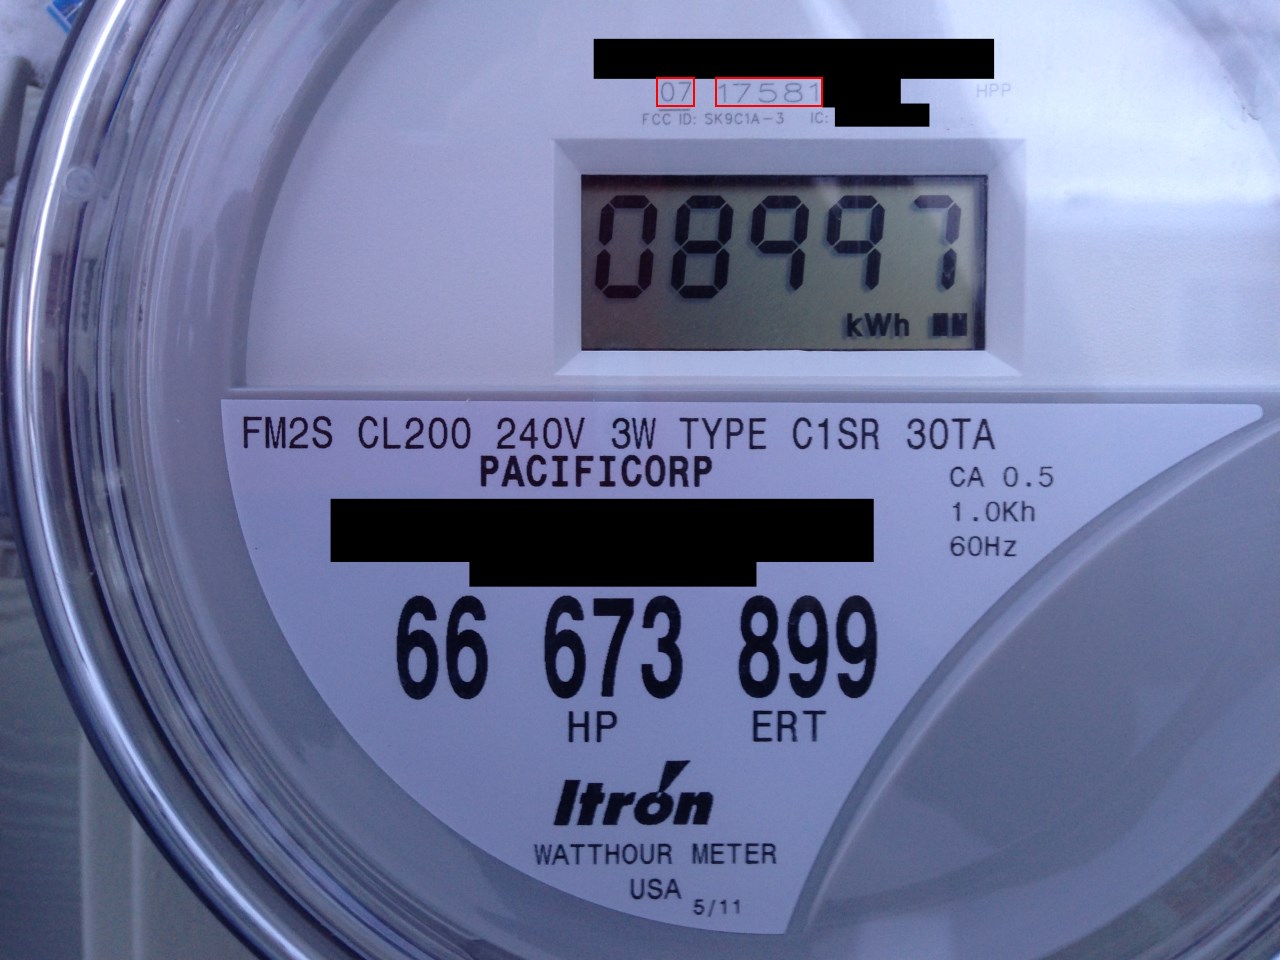 07 17581
HPP
FCC ID: SK9C1A-3 IC:
08997
kWh
FM2S CL200 240V 3W TYPE C1SR 30TA
PACIFICORP
CA 0.5
1.0Kh
60Hz
66 673 899
HP ERT
Itron
WATTHOUR METER
USA 5/11